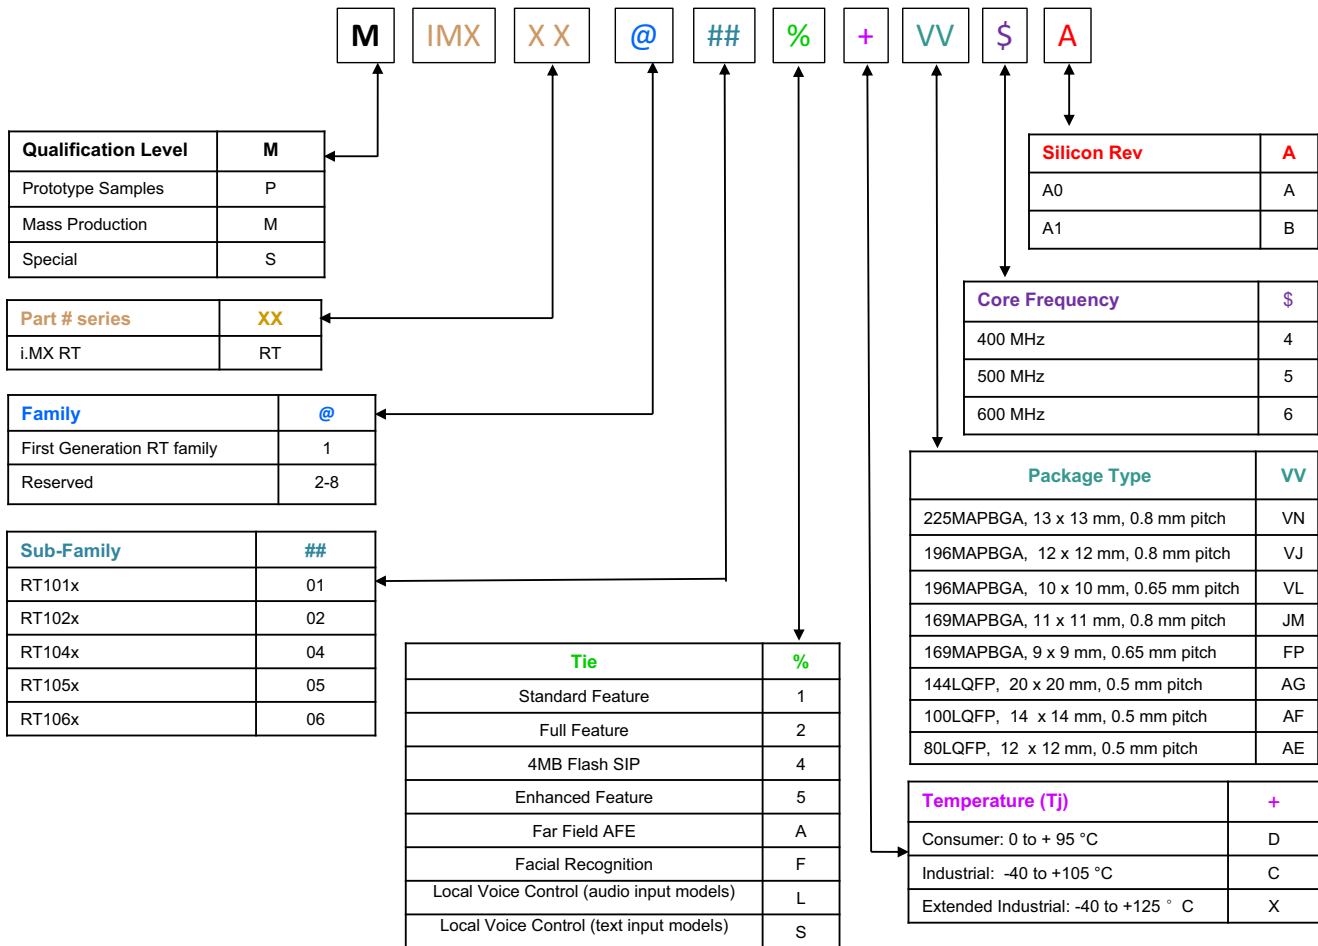 M IMX X X @ ## % + VV $ A
Qualification Level M
Prototype Samples P
Mass Production M
Special S
Part # series XX
i.MX RT RT
Family @
First Generation RT family 1
Reserved 2-8
Sub-Family ##
RT101x 01
RT102x 02
RT104x 04
RT105x 05
RT106x 06
Tie %
Standard Feature 1
Full Feature 2
4MB Flash SIP 4
Enhanced Feature 5
Far Field AFE A
Facial Recognition F
Local Voice Control (audio input models) L
Local Voice Control (text input models) S
Silicon Rev A
A0 A
A1 B
Core Frequency $
400 MHz 4
500 MHz 5
600 MHz 6
Package Type VV
225MAPBGA, 13 x 13 mm, 0.8 mm pitch VN
196MAPBGA, 12 x 12 mm, 0.8 mm pitch VJ
196MAPBGA, 10 x 10 mm, 0.65 mm pitch VL
169MAPBGA, 11 x 11 mm, 0.8 mm pitch JM
169MAPBGA, 9 x 9 mm, 0.65 mm pitch FP
144LQFP, 20 x 20 mm, 0.5 mm pitch AG
100LQFP, 14 x 14 mm, 0.5 mm pitch AF
80LQFP, 12 x 12 mm, 0.5 mm pitch AE
Temperature (Tj) +
Consumer: 0 to + 95 °C D
Industrial: -40 to +105 °C C
Extended Industrial: -40 to +125 ° C X